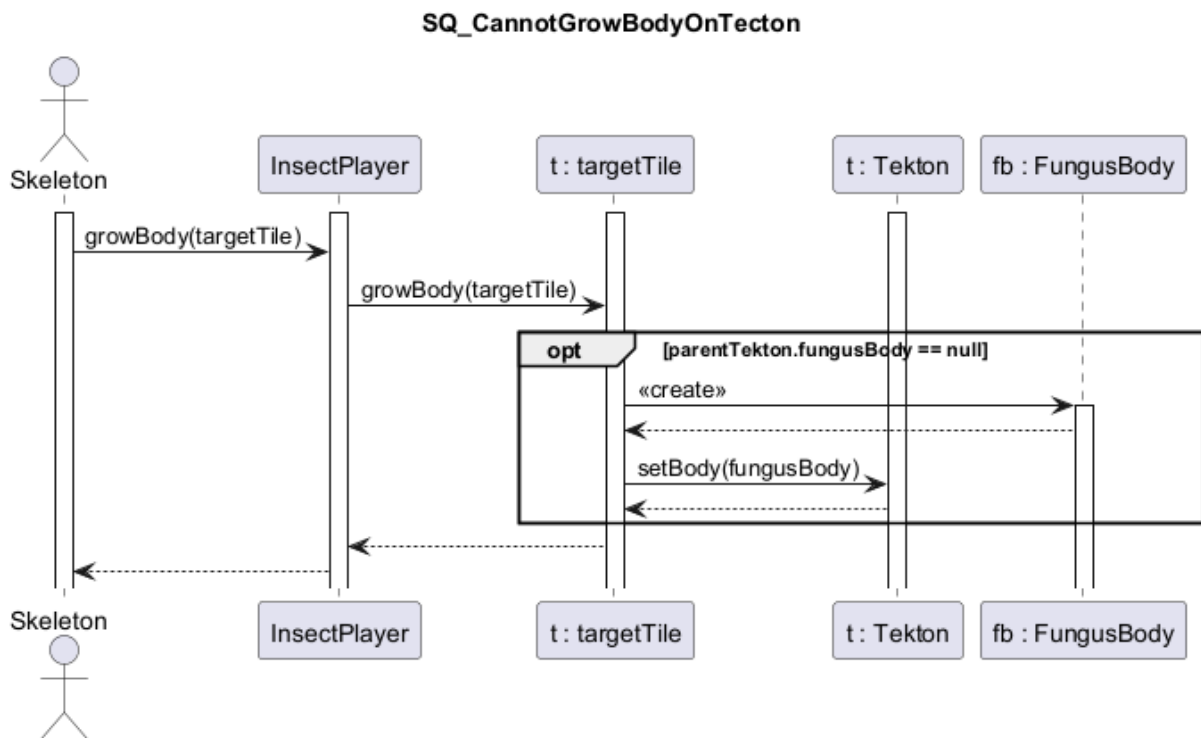 SQ_CannotGrowBodyOnTecton
Skeleton
InsectPlayer
t : targetTile
t : Tekton
fb : FungusBody
growBody(targetTile)
growBody(targetTile)
opt
[parentTekton.fungusBody == null]
«create»
setBody(fungusBody)
Skeleton
InsectPlayer
t : targetTile
t : Tekton
fb : FungusBody